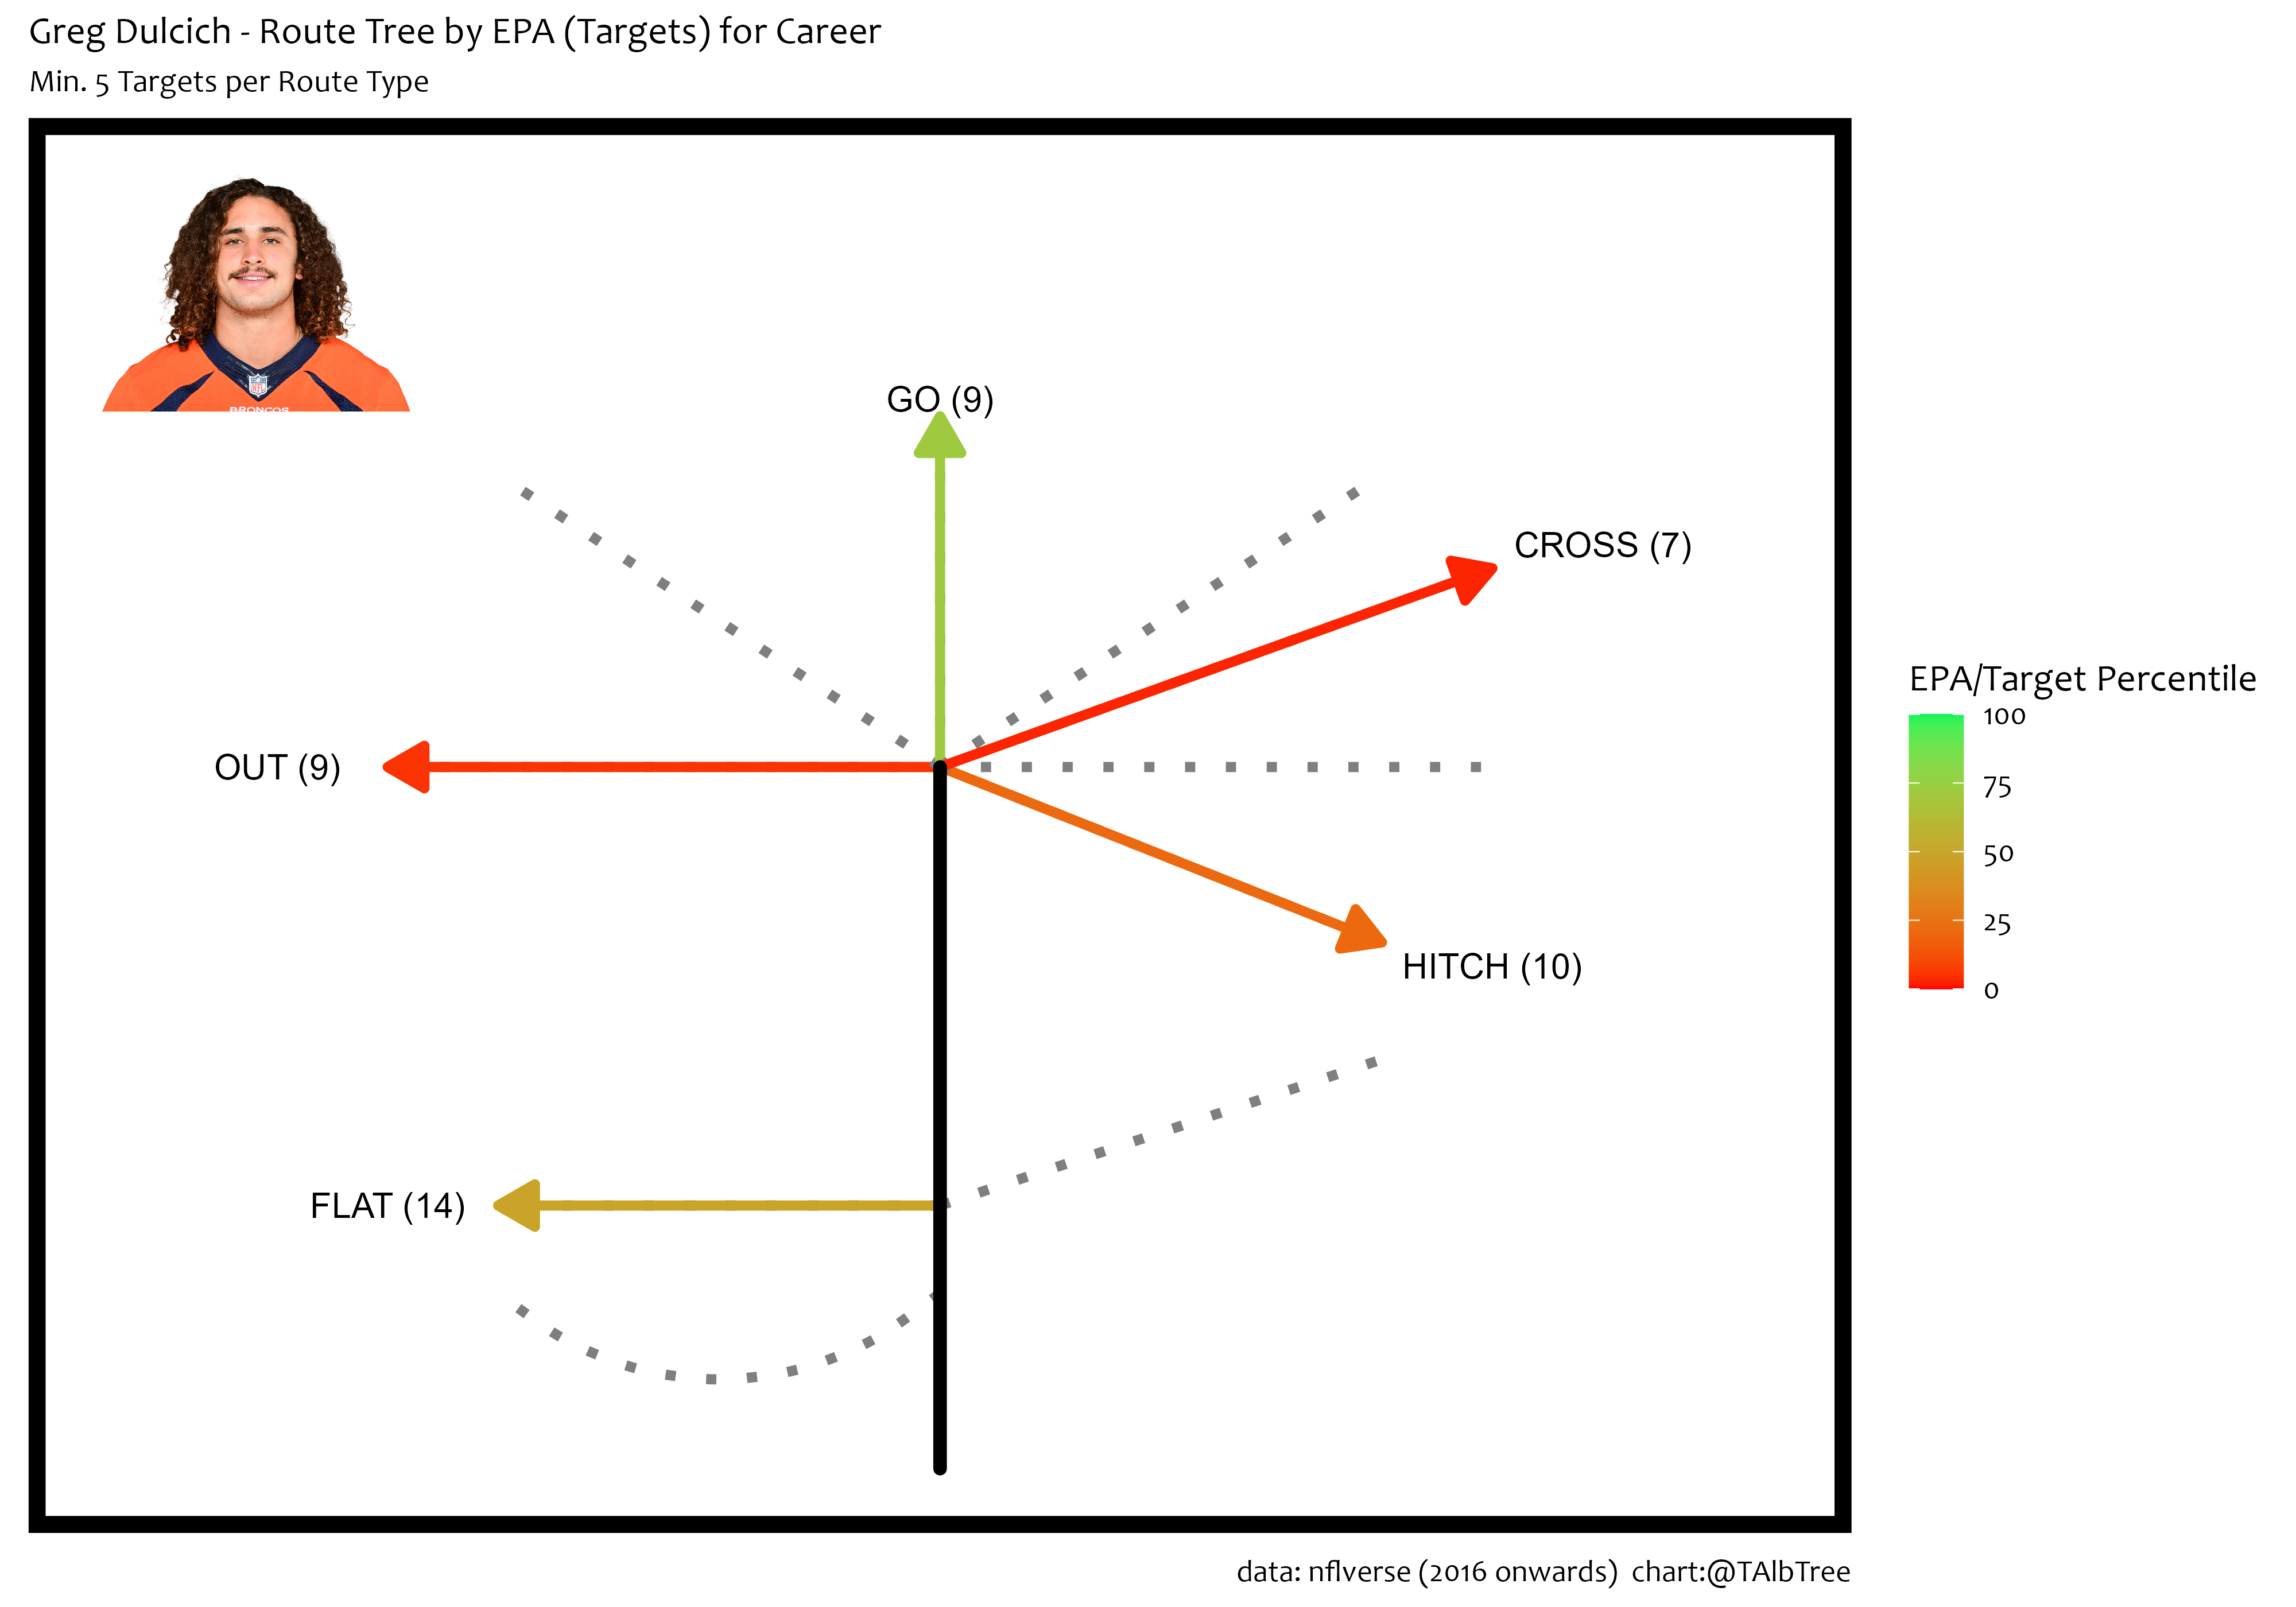 Greg Dulcich - Route Tree by EPA (Targets) for Career
Min. 5 Targets per Route Type
NFL
BRONCOS
GO (9)
CROSS (7)
OUT (9)
HITCH (10)
FLAT (14)
EPA/Target Percentile
100
75
50
25
0
data: nflverse (2016 onwards)  chart:@TAlbTree